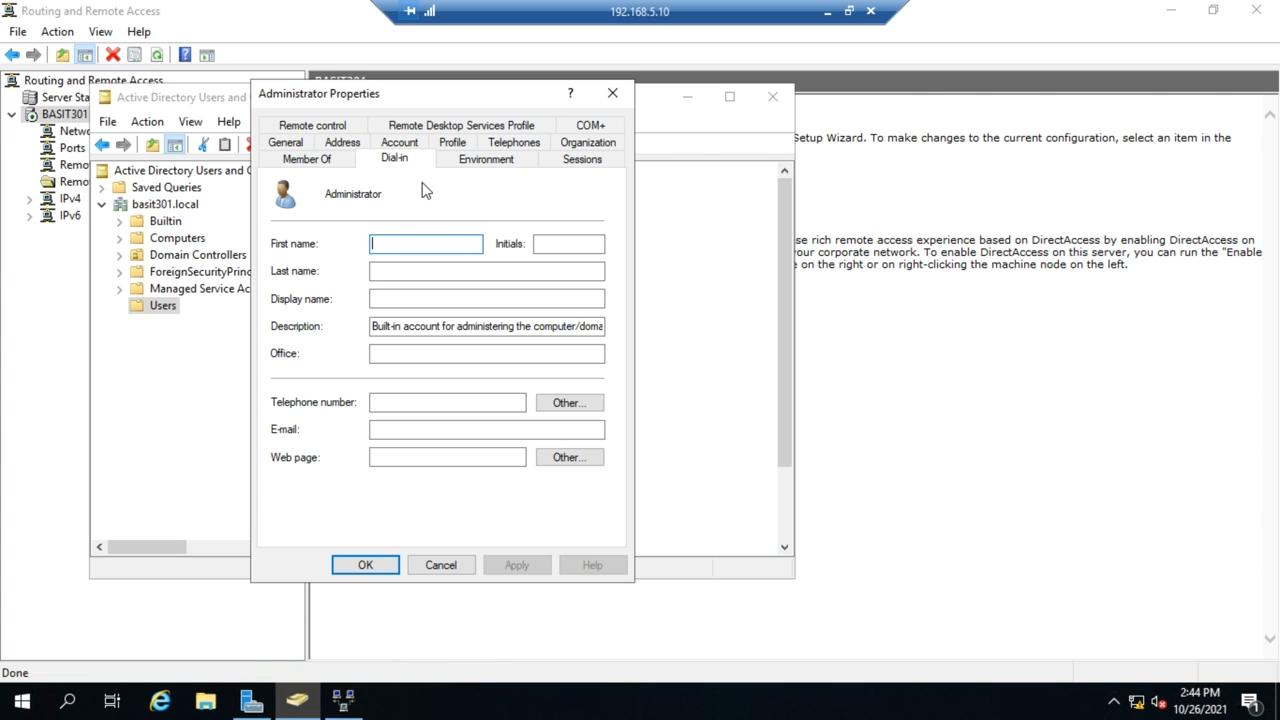 Routing and Remote Access
192.168.5.10
File Action View Help
Routing and Remote Access
Server Sta
BASIT301
Netw
Ports
Remo
Remo
IPv4
IPv6
Active Directory Users and
File Action View Help
Active Directory Users and C
Saved Queries
basit301.local
Builtin
Computers
Domain Controllers
ForeignSecurityPrinc
Managed Service Ac
Users
Administrator Properties
?
Remote control Remote Desktop Services Profile COM+
General Address Account Profile Telephones Organization
Member Of Dial-in Environment Sessions
Administrator
First name: Initials:
Last name:
Display name:
Description: Built-in account for administering the computer/doma
Office:
Telephone number: Other...
E-mail:
Web page: Other...
OK Cancel Apply Help
Setup Wizard. To make changes to the current configuration, select an item in the
se rich remote access experience based on DirectAccess by enabling DirectAccess on
your corporate network. To enable DirectAccess on this server, you can run the "Enable
on the right or on right-clicking the machine node on the left.
Done
2:44 PM
10/26/2021
1